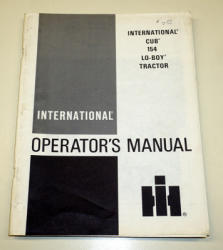 INTERNATIONAL®
CUB®
154
LO-BOY®
TRACTOR
INTERNATIONAL®
OPERATOR'S MANUAL
IH®